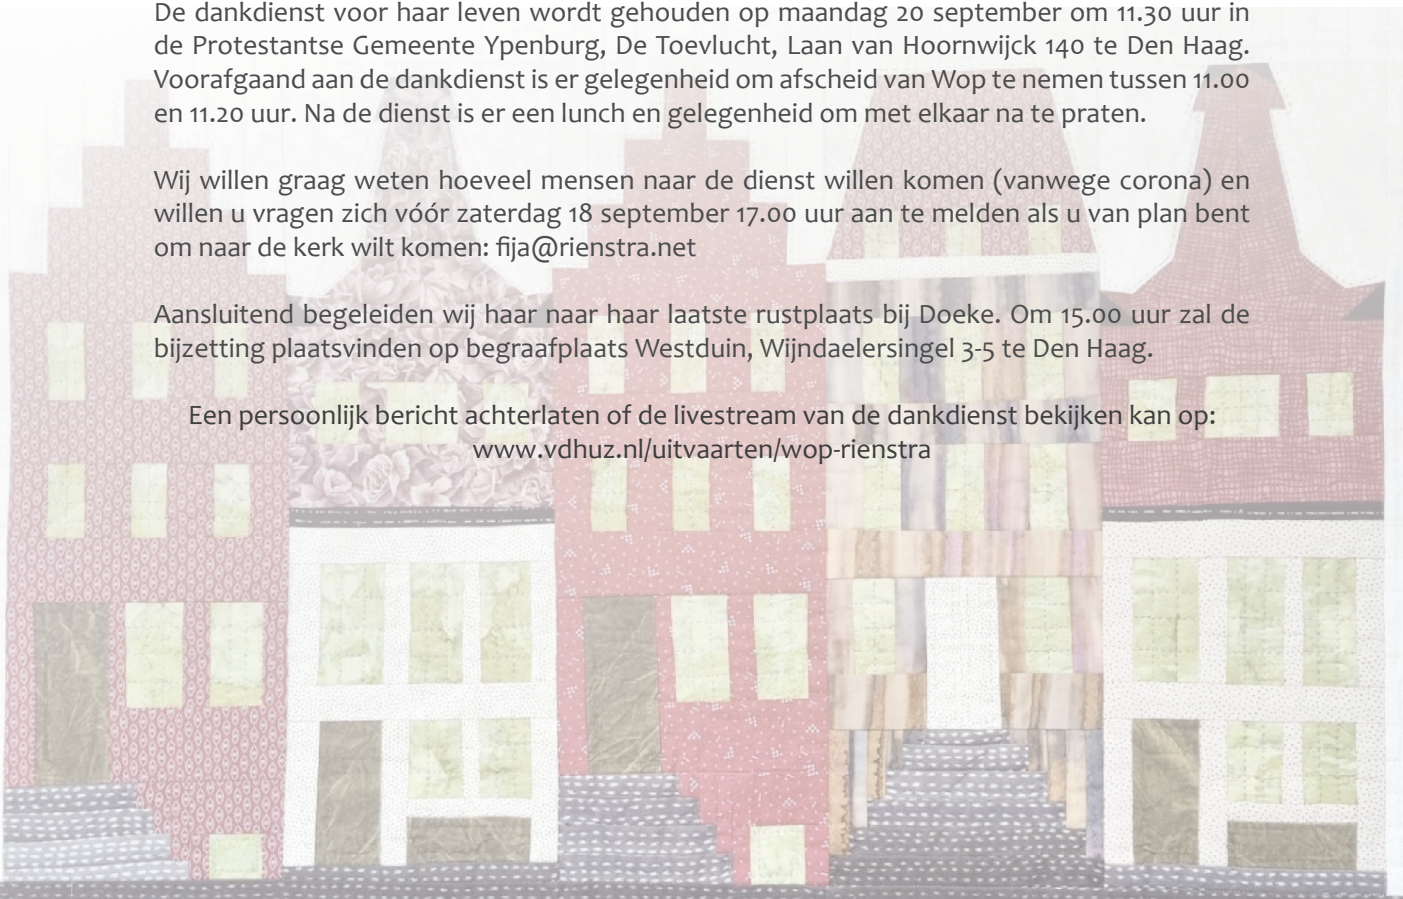 De dankdienst voor haar leven wordt gehouden op maandag 20 september om 11.30 uur in
de Protestantse Gemeente Ypenburg, De Toevlucht, Laan van Hoornwijck 140 te Den Haag.
Voorafgaand aan de dankdienst is er gelegenheid om afscheid van Wop te nemen tussen 11.00
en 11.20 uur. Na de dienst is er een lunch en gelegenheid om met elkaar na te praten.
Wij willen graag weten hoeveel mensen naar de dienst willen komen (vanwege corona) en
willen u vragen zich vóór zaterdag 18 september 17.00 uur aan te melden als u van plan bent
om naar de kerk wilt komen: fija@rienstra.net
Aansluitend begeleiden wij haar naar haar laatste rustplaats bij Doeke. Om 15.00 uur zal de
bijzetting plaatsvinden op begraafplaats Westduin, Wijndaelersingel 3-5 te Den Haag.
Een persoonlijk bericht achterlaten of de livestream van de dankdienst bekijken kan op:
www.vdhuz.nl/uitvaarten/wop-rienstra